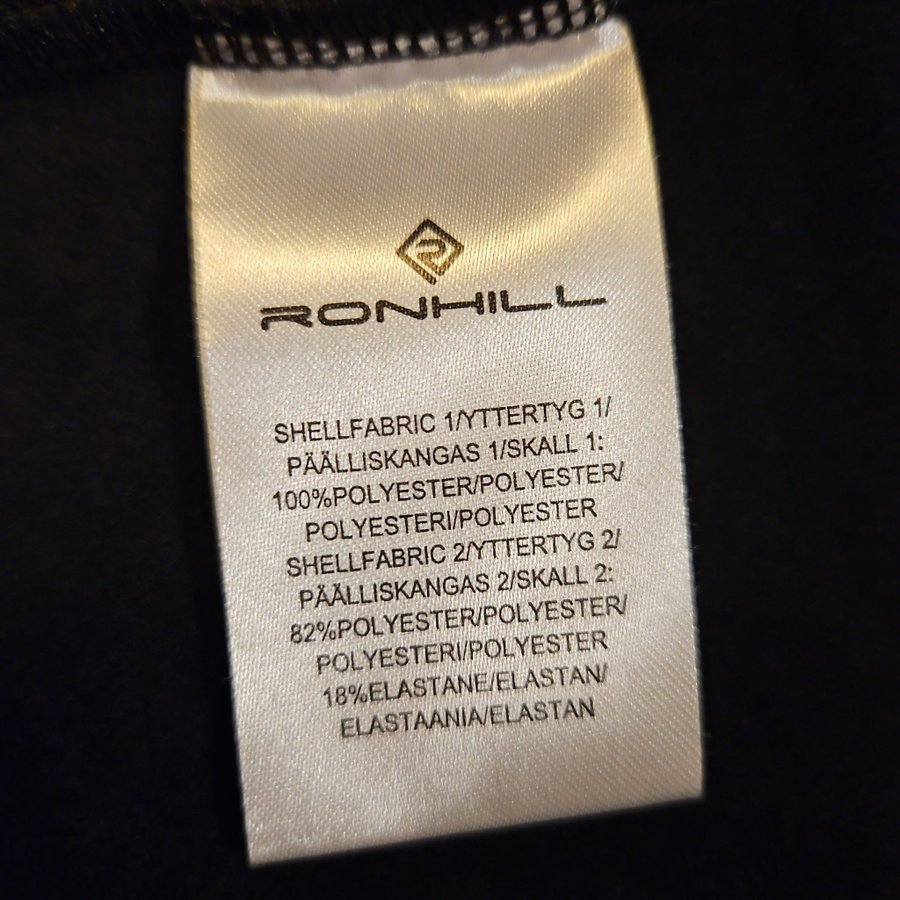 RONHILL
SHELLFABRIC 1/YTTERTYG 1/
PÄÄLLISKANGAS 1/SKALL 1:
100%POLYESTER/POLYESTER/
POLYESTERI/POLYESTER
SHELLFABRIC 2/YTTERTYG 2/
PÄÄLLISKANGAS 2/SKALL 2:
82%POLYESTER/POLYESTER/
POLYESTERI/POLYESTER
18%ELASTANE/ELASTAN/
ELASTAANIA/ELASTAN